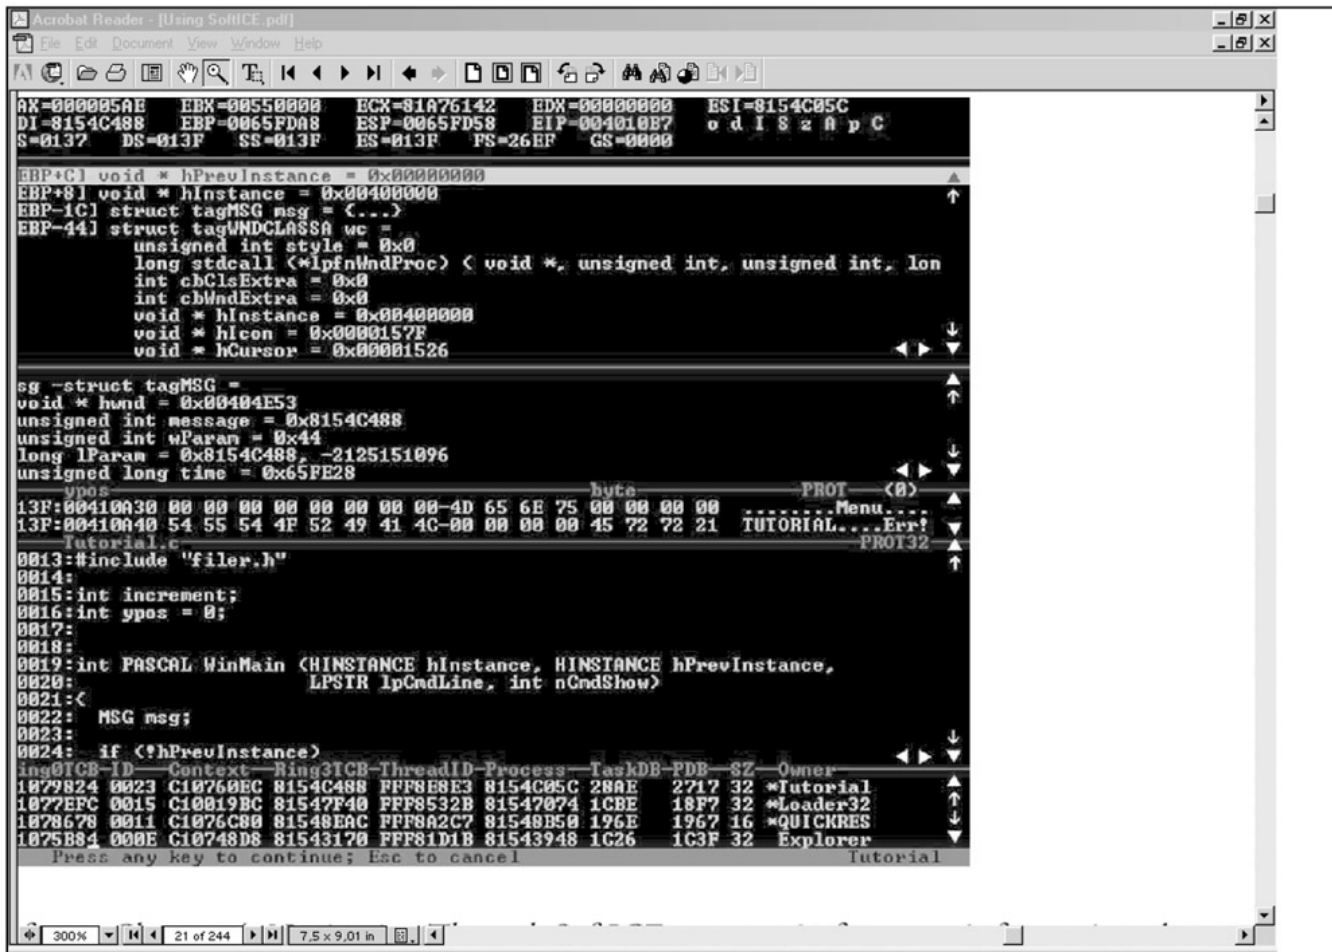 Acrobat Reader - [Using SoftICE.pdf]
File Edit Document View Window Help
AX=000005AE EBX=00550000 ECX=81A76142 EDX=00000000 ESI=8154C05C
DI=8154C488 EBP=0065FDA8 ESP=0065FD58 EIP=004010B7 o d I S z A p C
S=0137 DS=013F SS=013F ES=013F FS=26EF GS=0000
EBP+C] void * hPrevInstance = 0x00000000
EBP+8] void * hInstance = 0x00400000
EBP-1C] struct tagMSG msg = {...}
EBP-44] struct tagWNDCLASSA wc =
unsigned int style = 0x0
long stdcall (*lpfnWndProc) ( void *, unsigned int, unsigned int, lon
int cbClsExtra = 0x0
int cbWndExtra = 0x0
void * hInstance = 0x00400000
void * hIcon = 0x0000157F
void * hCursor = 0x00001526
sg -struct tagMSG =
void * hwnd = 0x00404E53
unsigned int message = 0x8154C488
unsigned int wParam = 0x44
long lParam = 0x8154C488, -2125151096
unsigned long time = 0x65FE28
ypos byte PROT (0)
13F:00410A30 00 00 00 00 00 00 00 00-4D 65 6E 75 00 00 00 00 ........Menu....
13F:00410A40 54 55 54 4F 52 49 41 4C-00 00 00 00 45 72 72 21 TUTORIAL....Err!
Tutorial.c PROT32
0013:#include "filer.h"
0014:
0015:int increment;
0016:int ypos = 0;
0017:
0018:
0019:int PASCAL WinMain (HINSTANCE hInstance, HINSTANCE hPrevInstance,
0020: LPSTR lpCmdLine, int nCmdShow)
0021:{
0022: MSG msg;
0023:
0024: if (!hPrevInstance)
ing0TCB-ID Context Ring3TCB-ThreadID-Process TaskDB-PDB SZ Owner
1079824 0023 C10760EC 8154C488 FFF8E8E3 8154C05C 28AE 2717 32 *Tutorial
1077EFC 0015 C10019BC 81547F40 FFF8532B 81547074 1CBE 18F7 32 *Loader32
1078678 0011 C1076C80 81548EAC FFF8A2C7 81548B50 196E 1967 16 *QUICKRES
1075B84 000E C10748D8 81543170 FFF81D1B 81543948 1C26 1C3F 32 Explorer
Press any key to continue; Esc to cancel Tutorial
300% 21 of 244 7,5 x 9,01 in